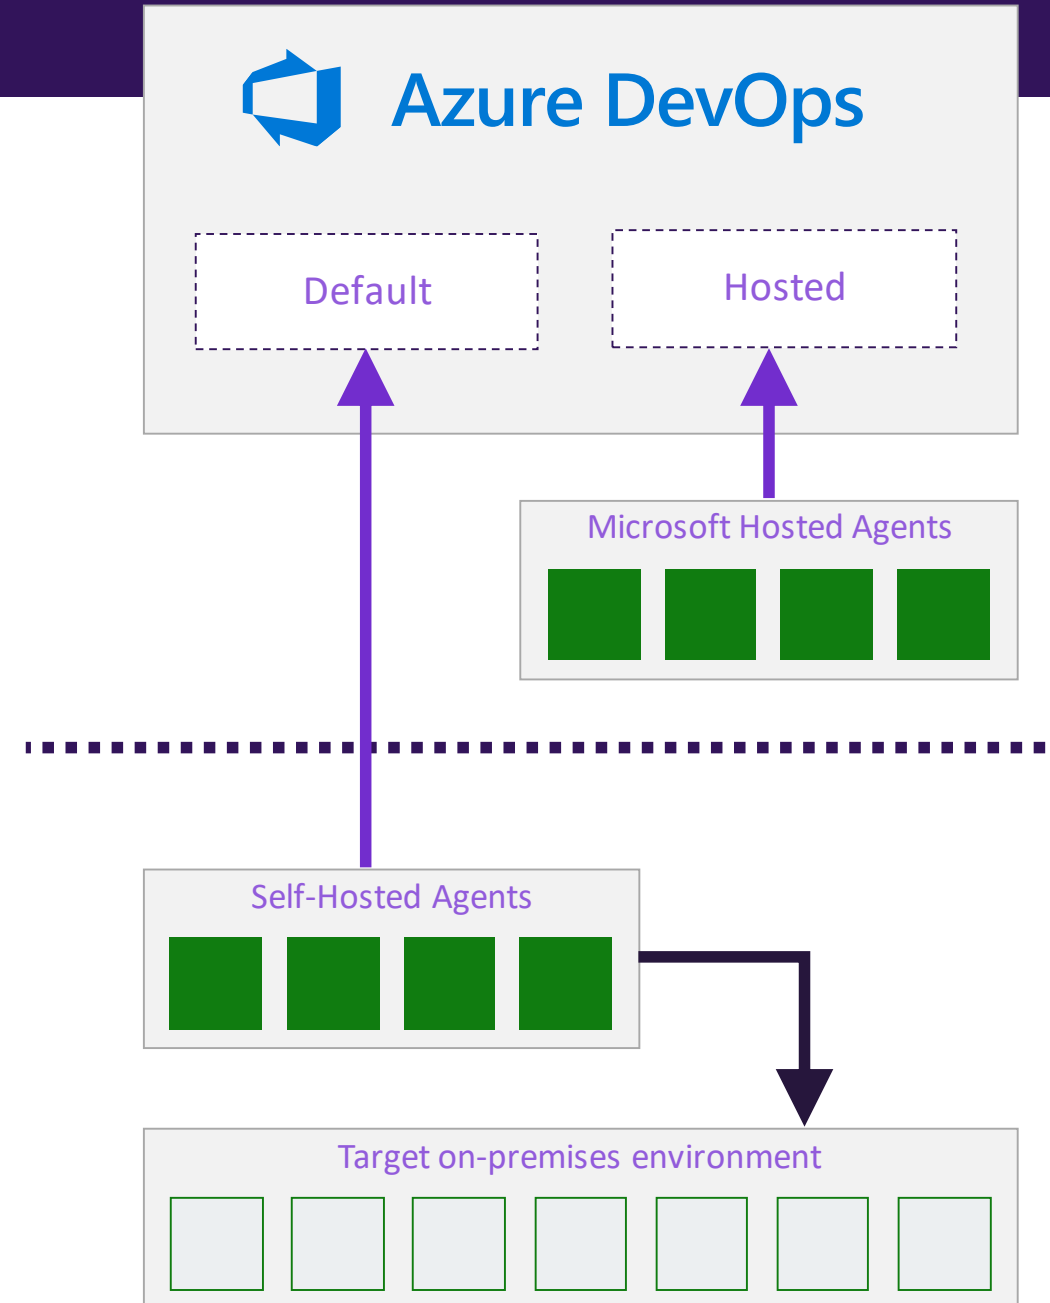 Azure DevOps
Default
Hosted
Microsoft Hosted Agents
Self-Hosted Agents
Target on-premises environment